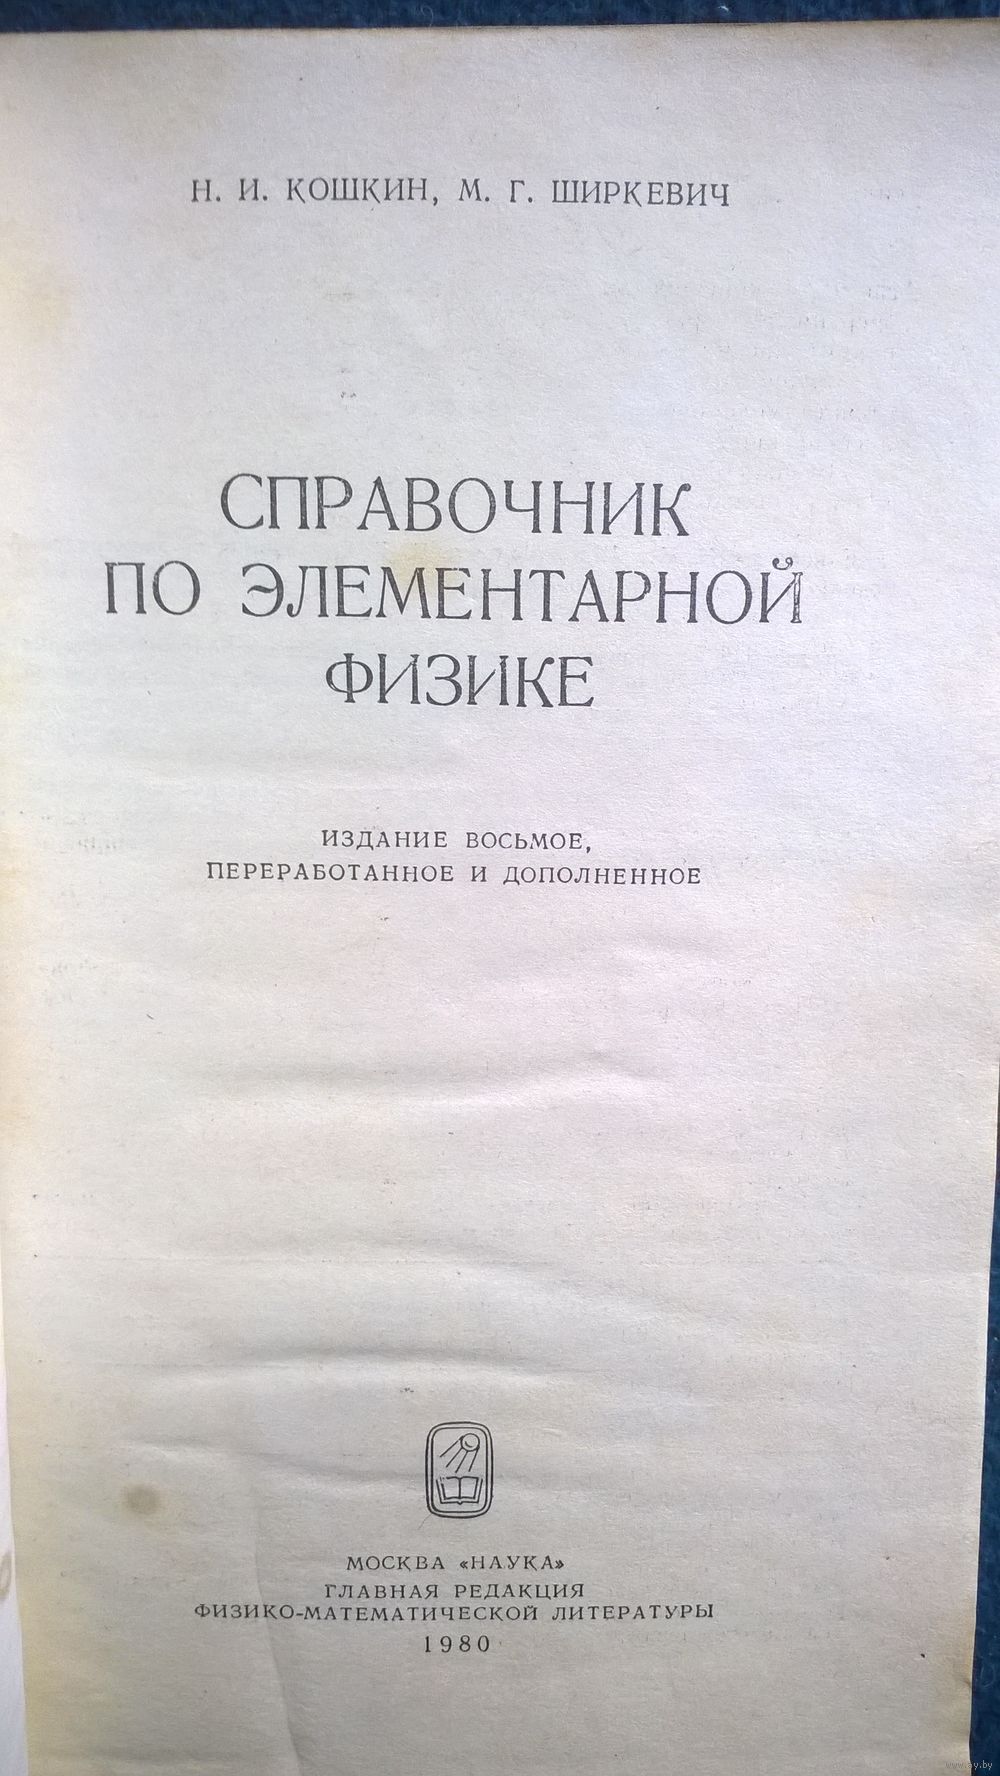 Н. И. КОШКИН, М. Г. ШИРКЕВИЧ
СПРАВОЧНИК
ПО ЭЛЕМЕНТАРНОЙ
ФИЗИКЕ
ИЗДАНИЕ ВОСЬМОЕ,
ПЕРЕРАБОТАННОЕ И ДОПОЛНЕННОЕ
МОСКВА «НАУКА»
ГЛАВНАЯ РЕДАКЦИЯ
ФИЗИКО-МАТЕМАТИЧЕСКОЙ ЛИТЕРАТУРЫ
1980